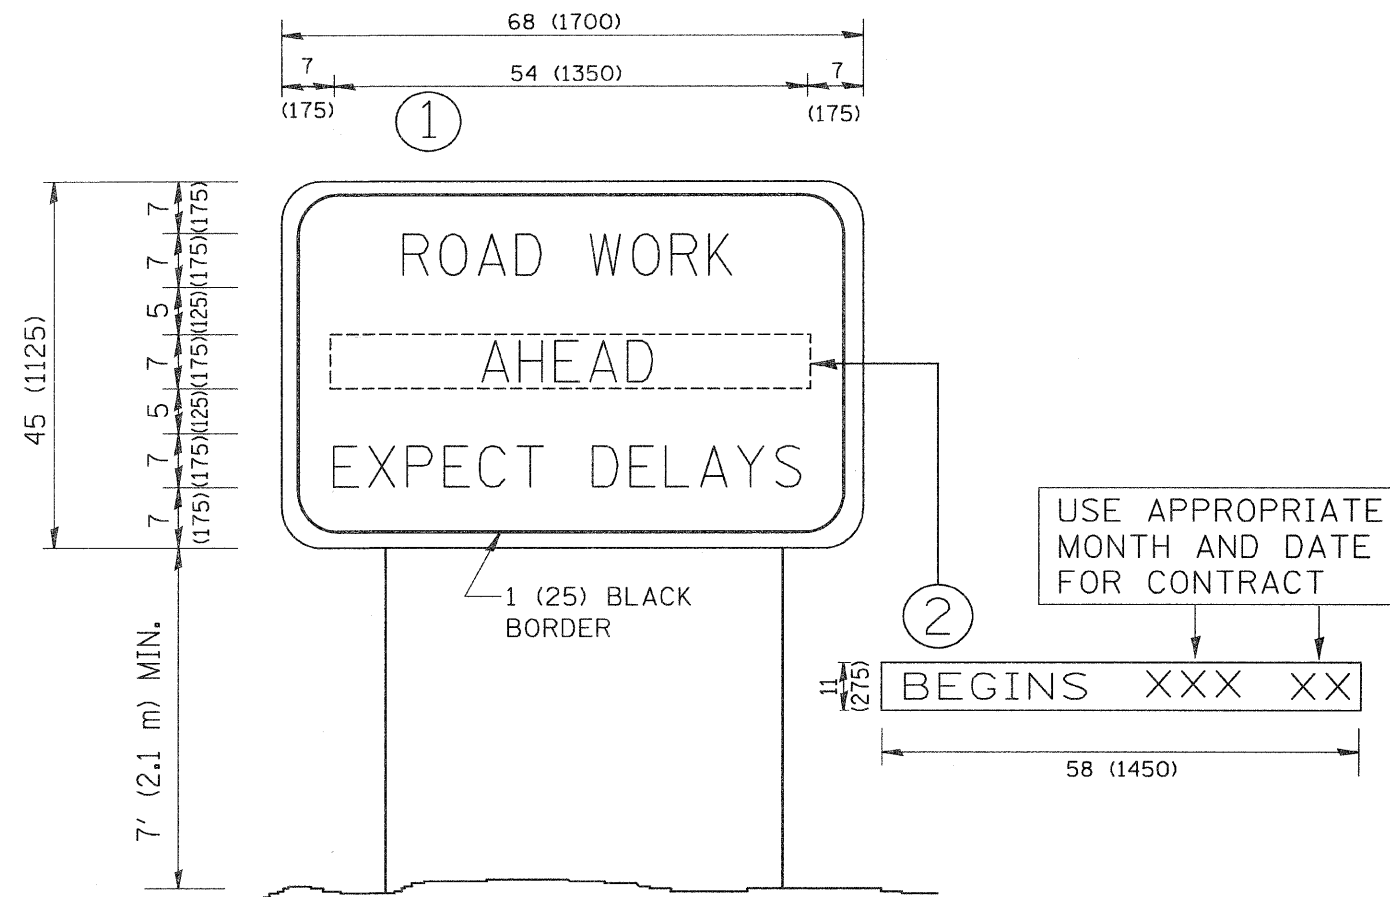 68 (1700)
7 54 (1350) 7
(175) (175)
1
7 (175)
7 (175)
5 (125)
7 (175)
5 (125)
7 (175)
7 (175)
45 (1125)
7' (2.1 m) MIN.
ROAD WORK
AHEAD
EXPECT DELAYS
1 (25) BLACK
BORDER
2
USE APPROPRIATE
MONTH AND DATE
FOR CONTRACT
11
(275)
BEGINS XXX XX
58 (1450)